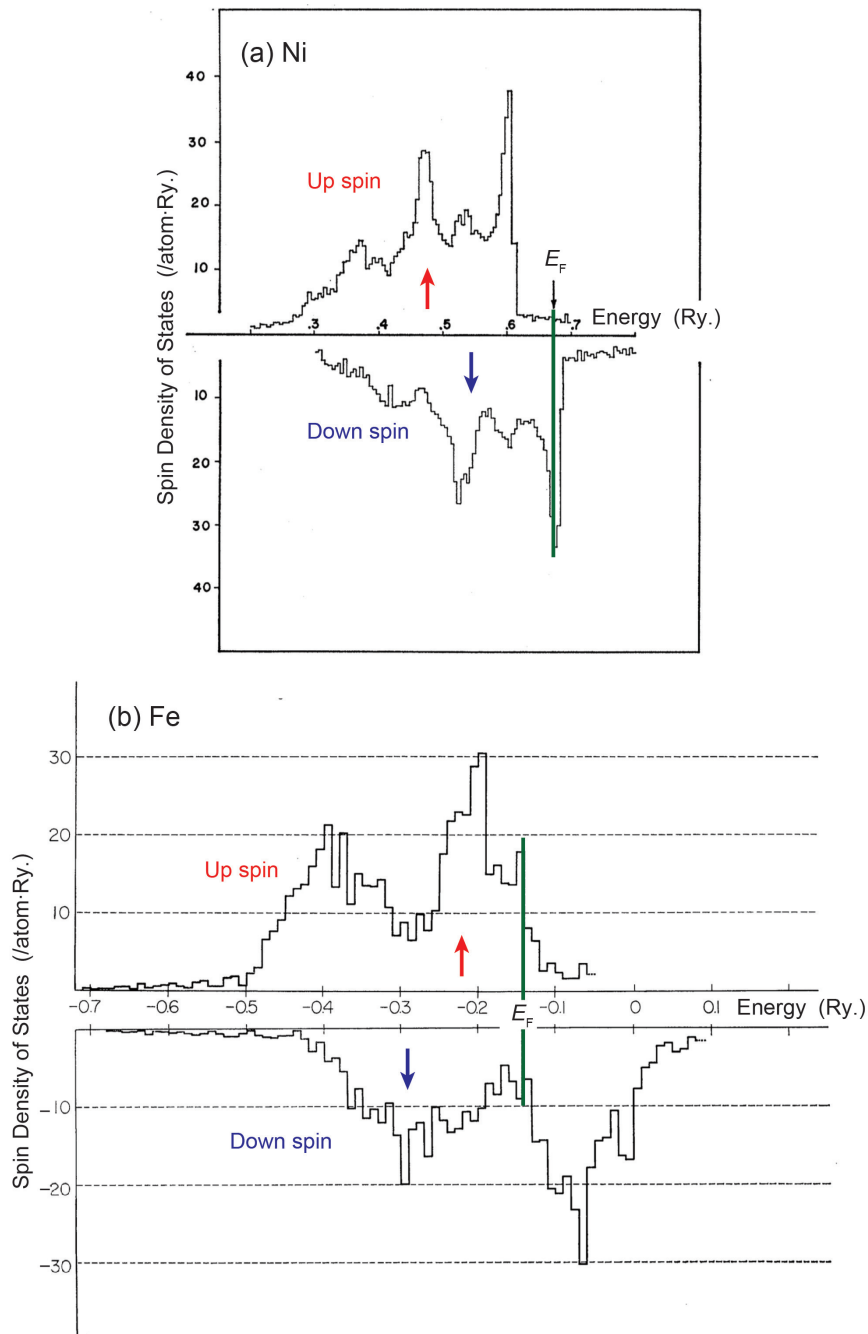 (a) Ni
Spin Density of States (/atom·Ry.)
40
30
20
10
Up spin
E_F
.3 .4 .5 .6 .7 Energy (Ry.)
10
20
30
40
Down spin
(b) Fe
Spin Density of States (/atom·Ry.)
30
20
10
Up spin
-0.7 -0.6 -0.5 -0.4 -0.3 -0.2 -0.1 0 0.1 Energy (Ry.)
E_F
-10
Down spin
-20
-30